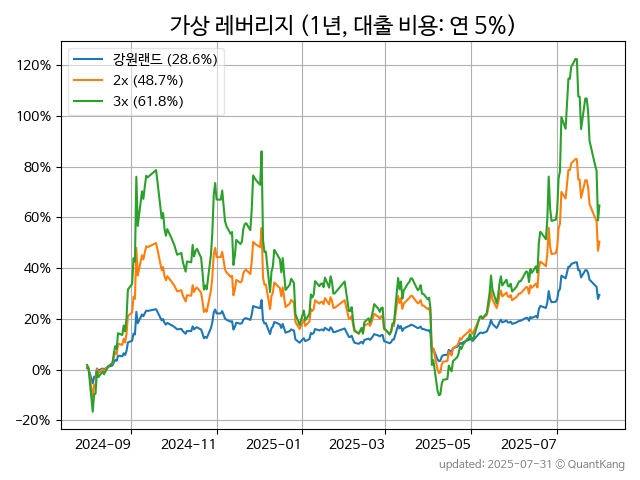 가상 레버리지 (1년, 대출 비용: 연 5%)
강원랜드 (28.6%)
2x (48.7%)
3x (61.8%)
120%
100%
80%
60%
40%
20%
0%
−20%
2024-09 2024-11 2025-01 2025-03 2025-05 2025-07
updated: 2025-07-31 © QuantKang